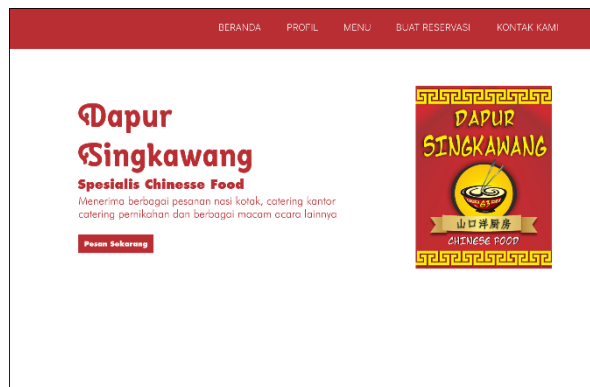 BERANDA PROFIL MENU BUAT RESERVASI KONTAK KAMI
Dapur
Singkawang
Spesialis Chinesse Food
Menerima berbagai pesanan nasi kotak, catering kantor
catering pernikahan dan berbagai macam acara lainnya
Pesan Sekarang
DAPUR
SINGKAWANG
63
山口洋厨房
CHINESE FOOD